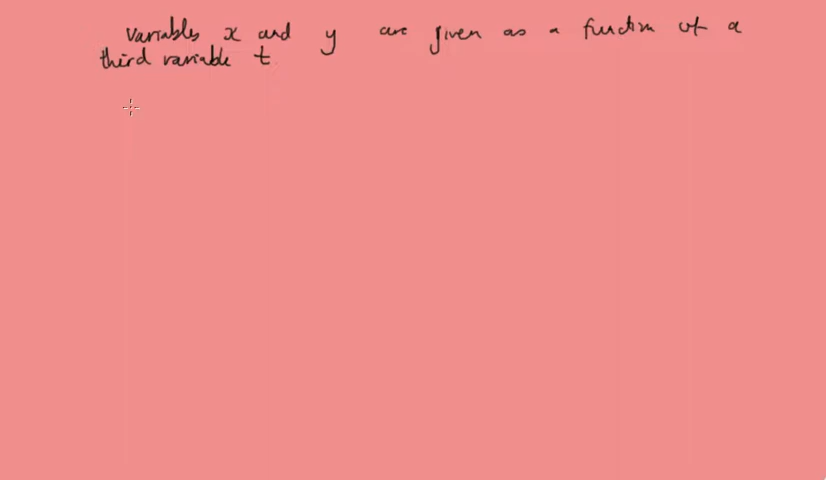 variables x and y are given as a function of a
third variable t.